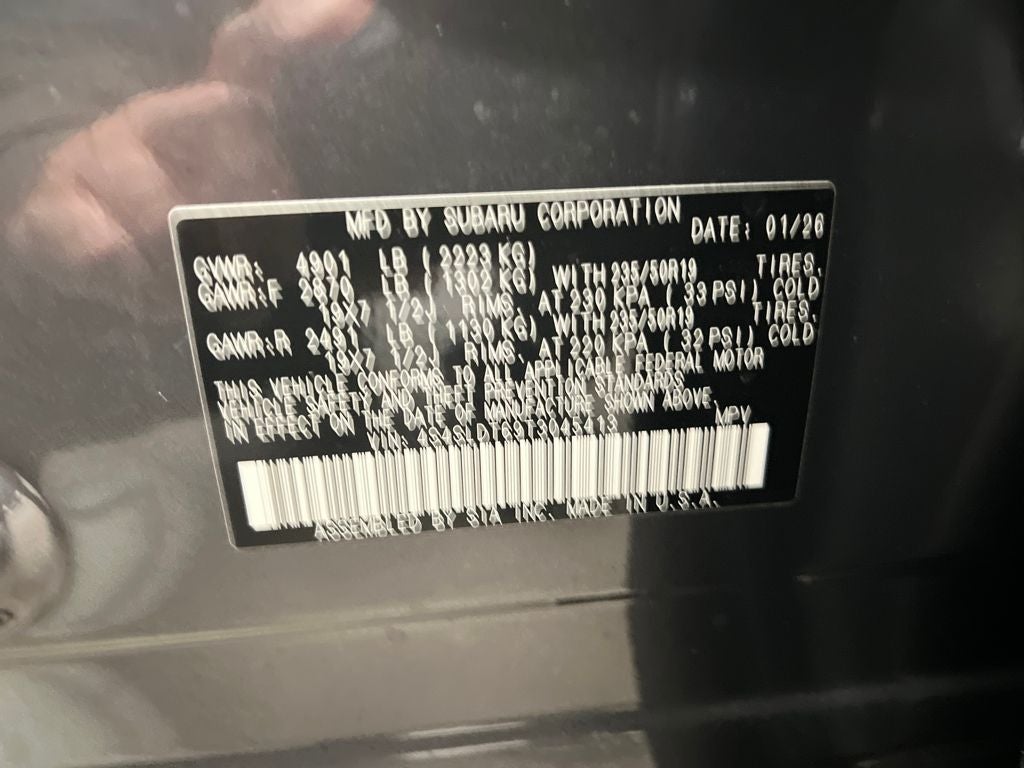 MFD BY SUBARU CORPORATION DATE: 01/26
GVWR: 4901 LB ( 2223 KG)
GAWR:F 2870 LB ( 1302 KG) WITH 235/50R19 TIRES,
19X7 1/2J RIMS, AT 230 KPA ( 33 PSI) COLD
GAWR:R 2491 LB ( 1130 KG) WITH 235/50R19 TIRES,
19X7 1/2J RIMS, AT 220 KPA ( 32 PSI) COLD
THIS VEHICLE CONFORMS TO ALL APPLICABLE FEDERAL MOTOR
VEHICLE SAFETY AND THEFT PREVENTION STANDARDS
IN EFFECT ON THE DATE OF MANUFACTURE SHOWN ABOVE.
VIN: 4S4SLDT69T3045413 MPV
ASSEMBLED BY SIA INC. MADE IN U.S.A.